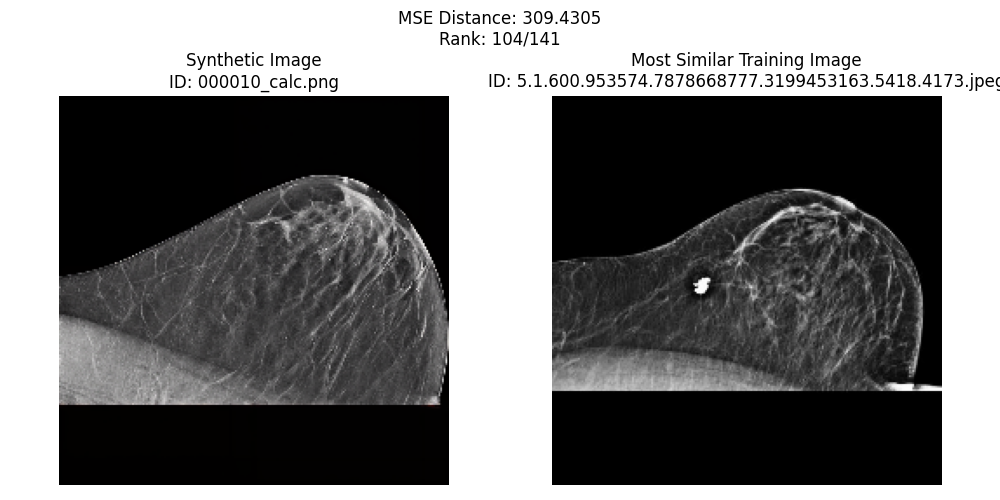 MSE Distance: 309.4305
Rank: 104/141
Synthetic Image
ID: 000010_calc.png
Most Similar Training Image
ID: 5.1.600.953574.7878668777.3199453163.5418.4173.jpeg